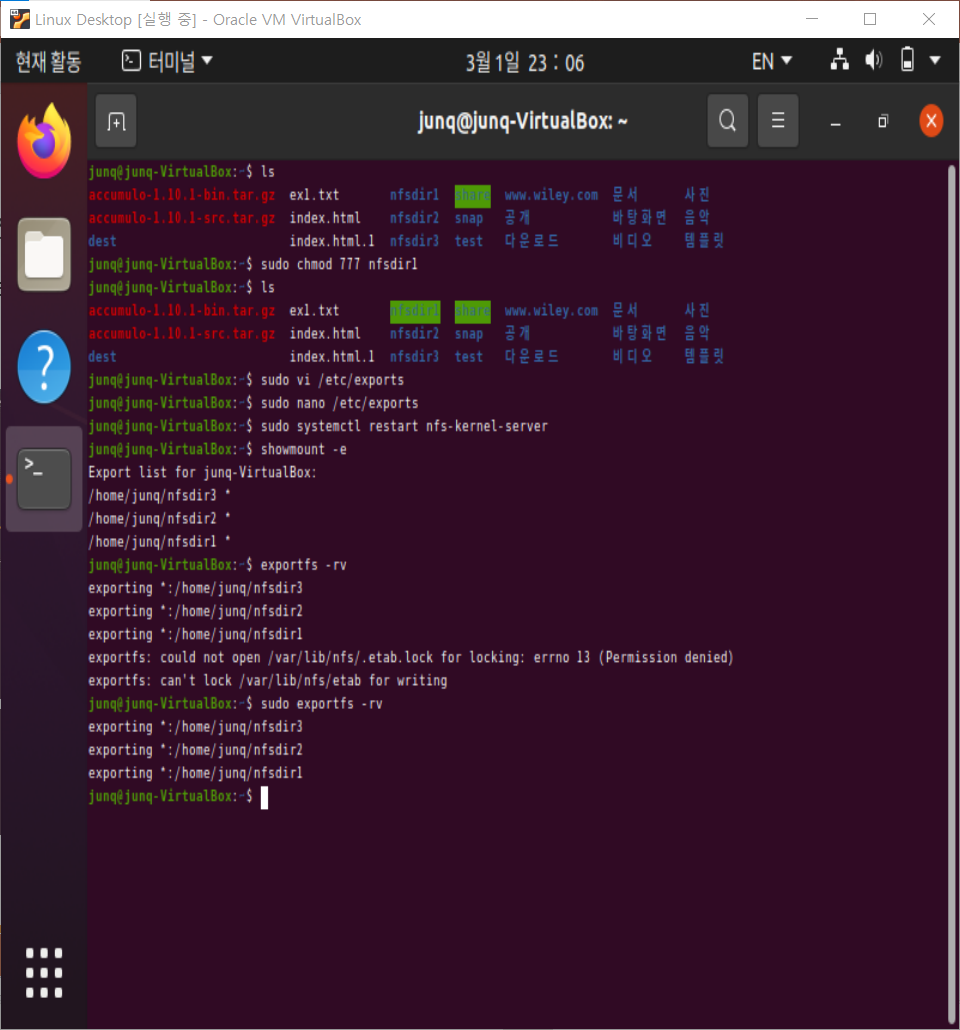 Linux Desktop [실행 중] - Oracle VM VirtualBox
현재 활동 터미널 3월 1일 23 : 06 EN
junq@junq-VirtualBox: ~
junq@junq-VirtualBox:~$ ls
accumulo-1.10.1-bin.tar.gz ex1.txt nfsdir1 share www.wiley.com 문서 사진
accumulo-1.10.1-src.tar.gz index.html nfsdir2 snap 공개 바탕화면 음악
dest index.html.1 nfsdir3 test 다운로드 비디오 템플릿
junq@junq-VirtualBox:~$ sudo chmod 777 nfsdir1
junq@junq-VirtualBox:~$ ls
accumulo-1.10.1-bin.tar.gz ex1.txt nfsdir1 share www.wiley.com 문서 사진
accumulo-1.10.1-src.tar.gz index.html nfsdir2 snap 공개 바탕화면 음악
dest index.html.1 nfsdir3 test 다운로드 비디오 템플릿
junq@junq-VirtualBox:~$ sudo vi /etc/exports
junq@junq-VirtualBox:~$ sudo nano /etc/exports
junq@junq-VirtualBox:~$ sudo systemctl restart nfs-kernel-server
junq@junq-VirtualBox:~$ showmount -e
Export list for junq-VirtualBox:
/home/junq/nfsdir3 *
/home/junq/nfsdir2 *
/home/junq/nfsdir1 *
junq@junq-VirtualBox:~$ exportfs -rv
exporting *:/home/junq/nfsdir3
exporting *:/home/junq/nfsdir2
exporting *:/home/junq/nfsdir1
exportfs: could not open /var/lib/nfs/.etab.lock for locking: errno 13 (Permission denied)
exportfs: can't lock /var/lib/nfs/etab for writing
junq@junq-VirtualBox:~$ sudo exportfs -rv
exporting *:/home/junq/nfsdir3
exporting *:/home/junq/nfsdir2
exporting *:/home/junq/nfsdir1
junq@junq-VirtualBox:~$